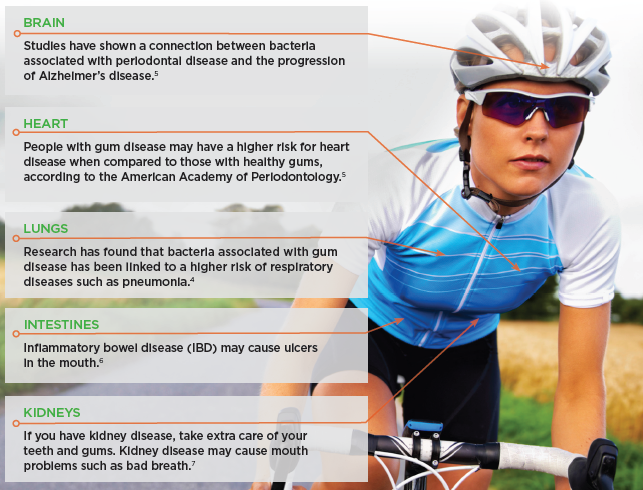 BRAIN
Studies have shown a connection between bacteria
associated with periodontal disease and the progression
of Alzheimer's disease.⁵
HEART
People with gum disease may have a higher risk for heart
disease when compared to those with healthy gums,
according to the American Academy of Periodontology.⁵
LUNGS
Research has found that bacteria associated with gum
disease has been linked to a higher risk of respiratory
diseases such as pneumonia.⁴
INTESTINES
Inflammatory bowel disease (IBD) may cause ulcers
in the mouth.⁶
KIDNEYS
If you have kidney disease, take extra care of your
teeth and gums. Kidney disease may cause mouth
problems such as bad breath.⁷